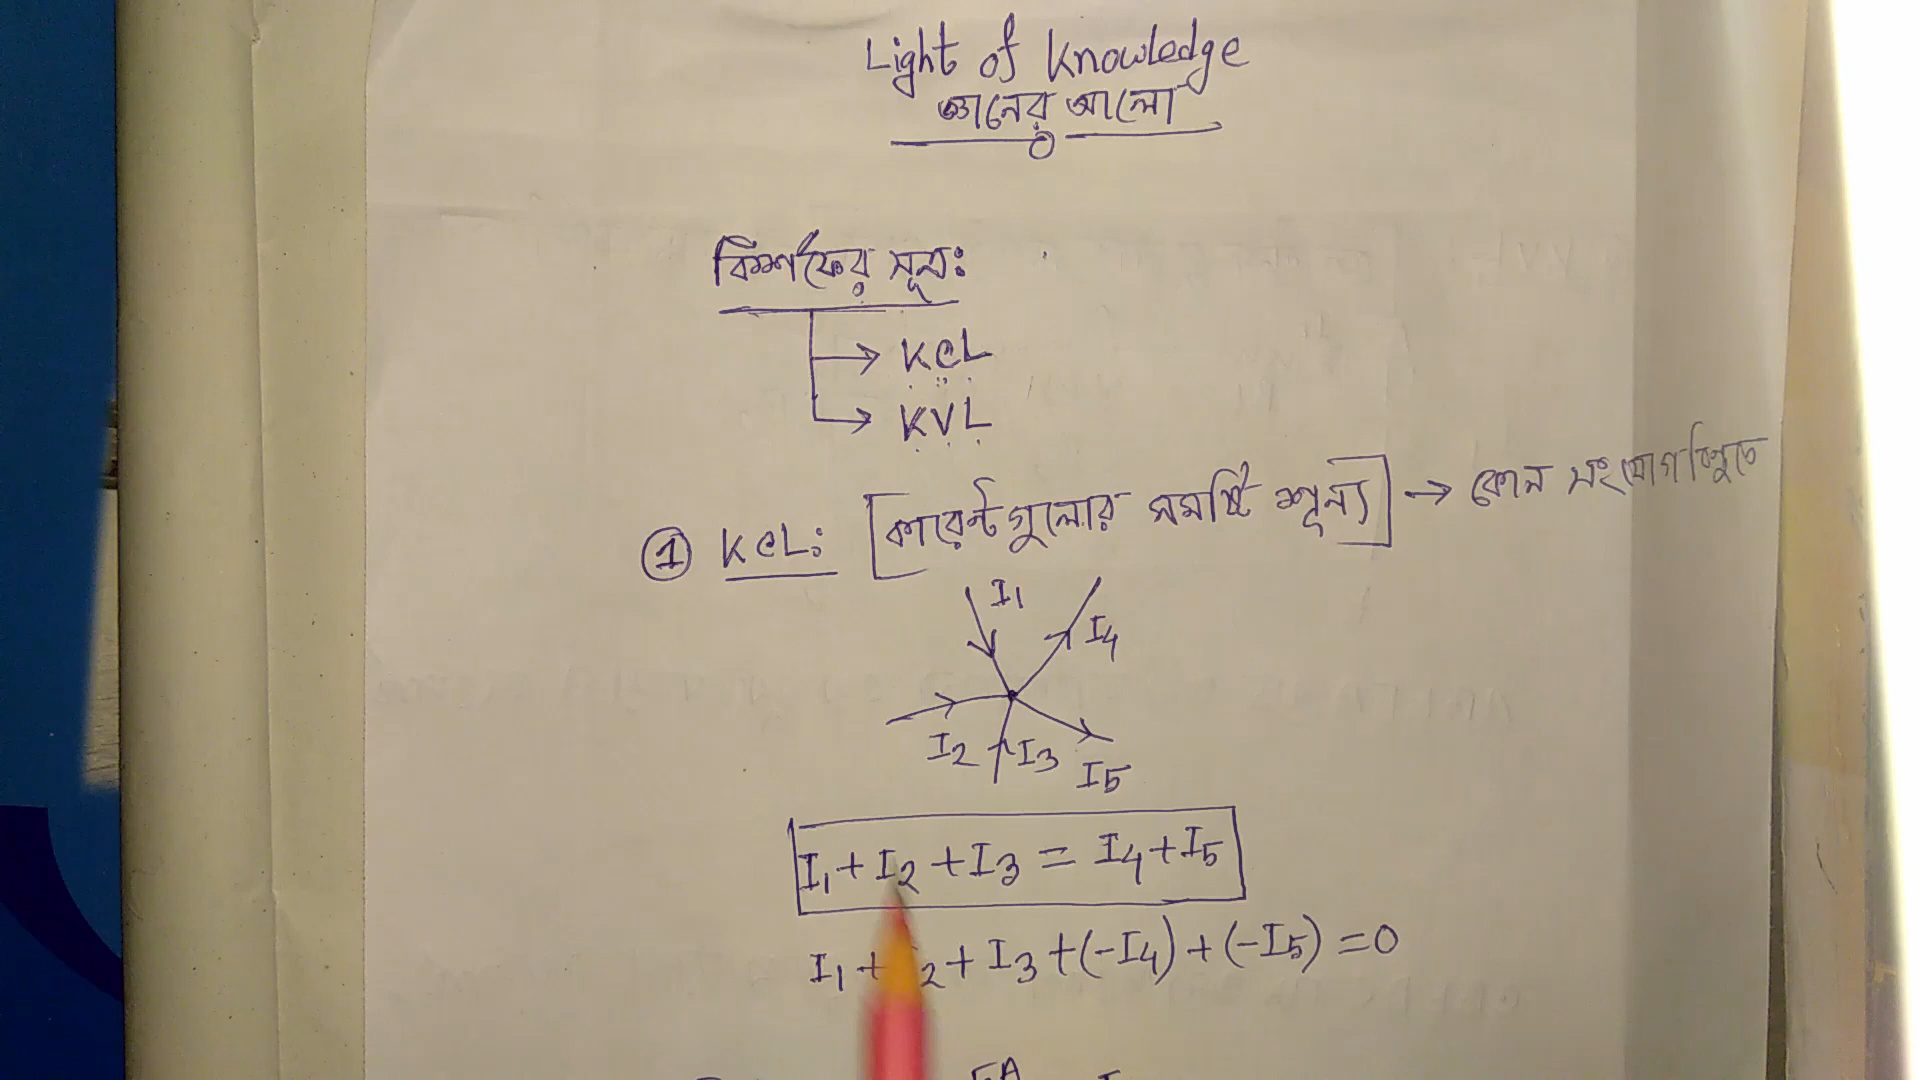 Light of Knowledge
জ্ঞানের আলো
কির্শফের সূত্রঃ
→ KCL
→ KVL
① KCL: [কারেন্টগুলোর সমষ্টি শূন্য] → কোন সংযোগ বিন্দুতে
I1
I4
I2 I3
I5
I1 + I2 + I3 = I4 + I5
I1 + 2 + I3 + (-I4) + (-I5) = 0
5A